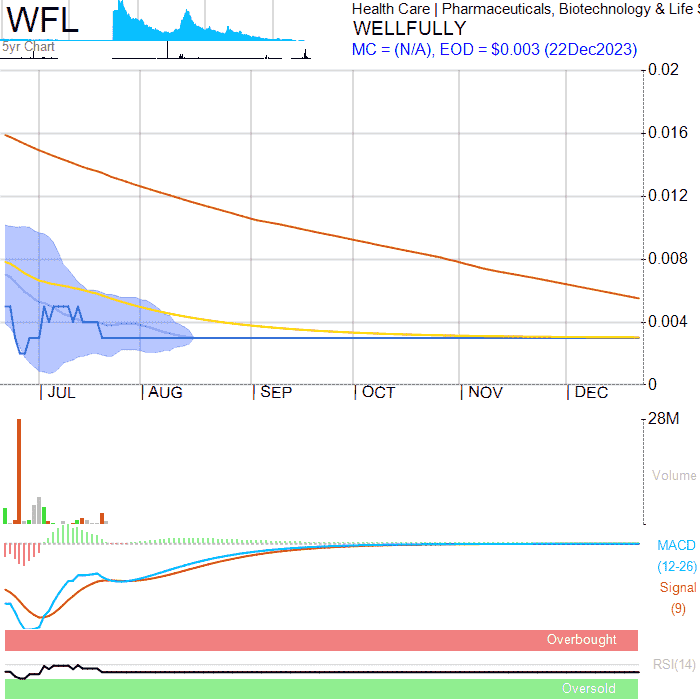 WFL
5yr Chart
Health Care | Pharmaceuticals, Biotechnology & Life S
WELLFULLY
MC = (N/A), EOD = $0.003 (22Dec2023)
0.02
0.016
0.012
0.008
0.004
0
JUL AUG SEP OCT NOV DEC
28M
Volume
MACD
(12-26)
Signal
(9)
Overbought
RSI(14)
Oversold